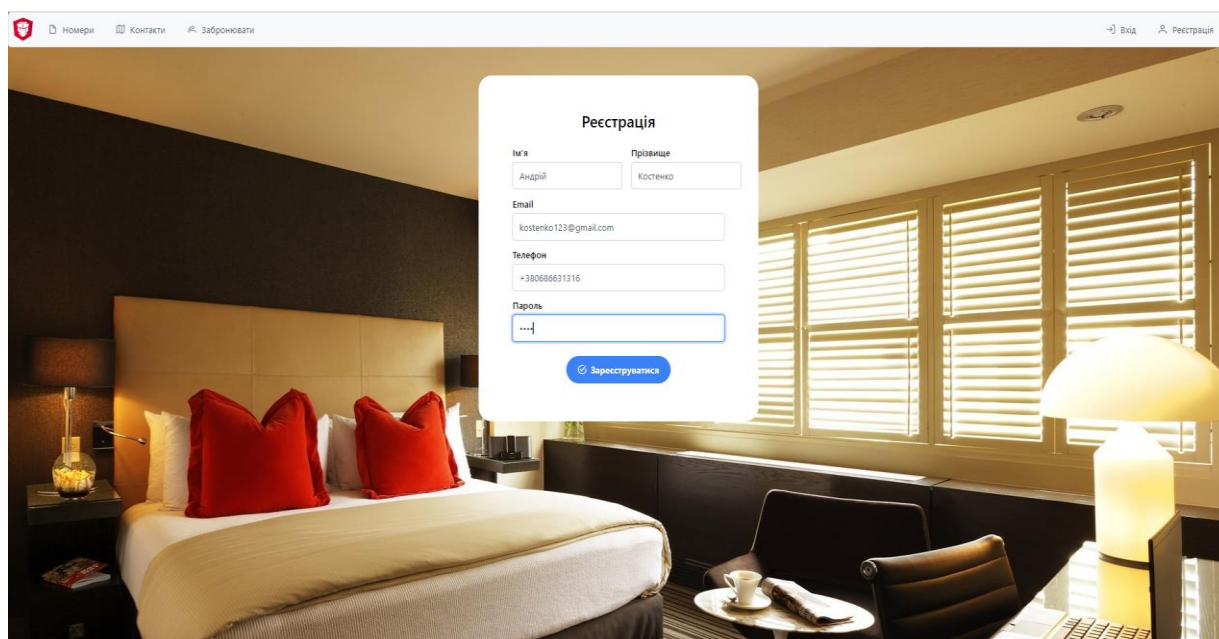 Номери Контакти Забронювати Вхід Реєстрація
Реєстрація
Ім'я Прізвище
Андрій Костенко
Email
kostenko123@gmail.com
Телефон
+380686631316
Пароль
••••
Зареєструватися